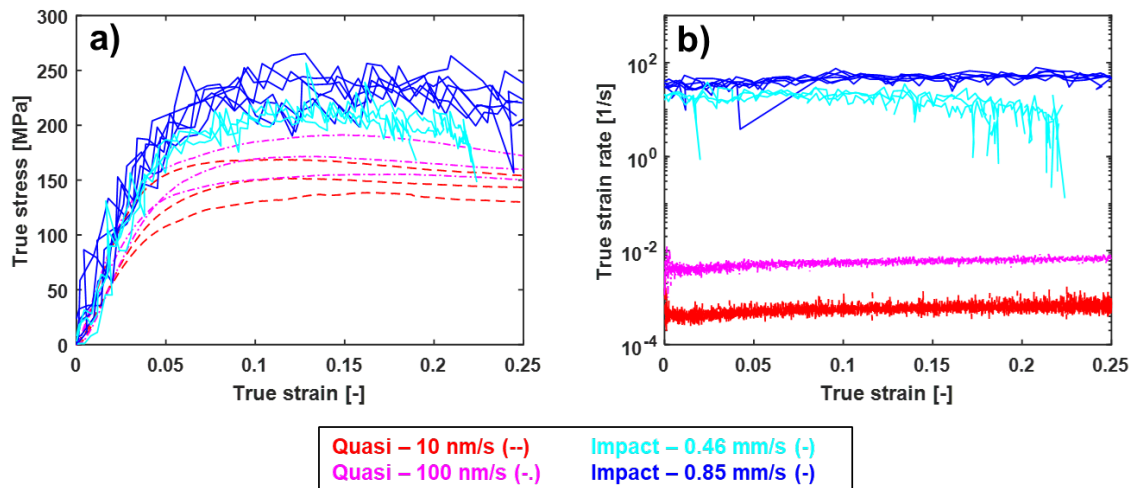 a)
300
250
200
150
100
50
0
True stress [MPa]
0 0.05 0.1 0.15 0.2 0.25
True strain [-]
b)
10^2
10^0
10^-2
10^-4
True strain rate [1/s]
0 0.05 0.1 0.15 0.2 0.25
True strain [-]
Quasi – 10 nm/s (--) Impact – 0.46 mm/s (-)
Quasi – 100 nm/s (-.) Impact – 0.85 mm/s (-)